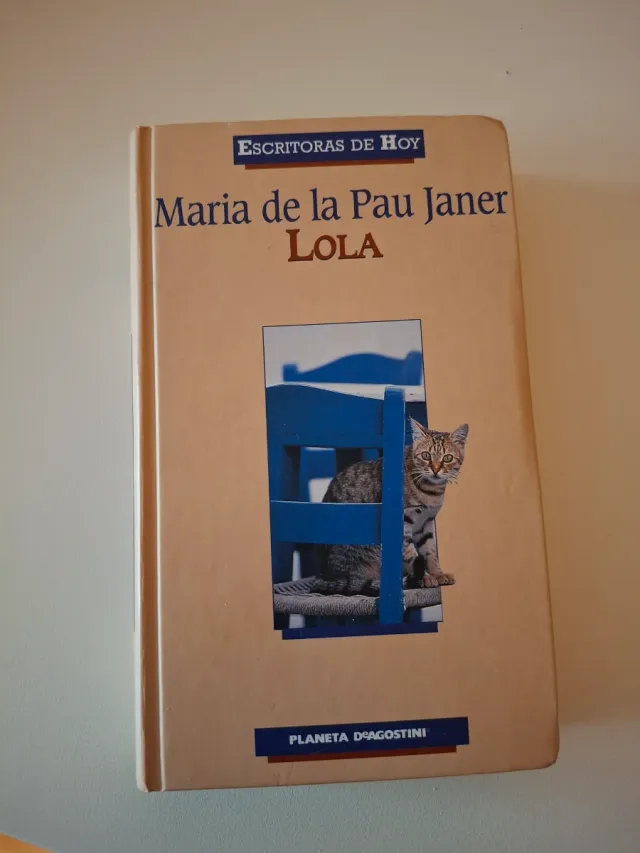 ESCRITORAS DE HOY
Maria de la Pau Janer
LOLA
PLANETA DeAGOSTINI